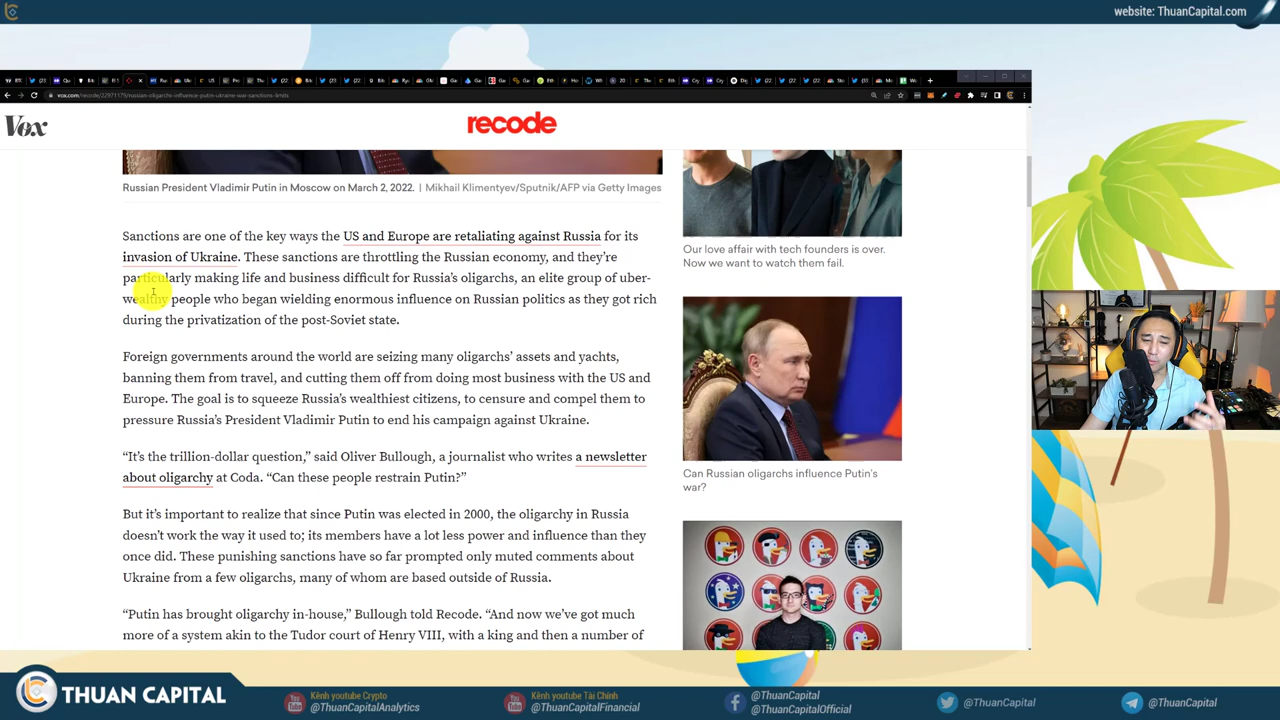 website: ThuanCapital.com
vox.com/recode/22971179/russian-oligarchs-influence-putin-ukraine-war-sanctions-limits
Vox
recode
Russian President Vladimir Putin in Moscow on March 2, 2022. | Mikhail Klimentyev/Sputnik/AFP via Getty Images
Sanctions are one of the key ways the US and Europe are retaliating against Russia for its
invasion of Ukraine. These sanctions are throttling the Russian economy, and they’re
particularly making life and business difficult for Russia’s oligarchs, an elite group of uber-
wealthy people who began wielding enormous influence on Russian politics as they got rich
during the privatization of the post-Soviet state.
Foreign governments around the world are seizing many oligarchs’ assets and yachts,
banning them from travel, and cutting them off from doing most business with the US and
Europe. The goal is to squeeze Russia’s wealthiest citizens, to censure and compel them to
pressure Russia’s President Vladimir Putin to end his campaign against Ukraine.
“It’s the trillion-dollar question,” said Oliver Bullough, a journalist who writes a newsletter
about oligarchy at Coda. “Can these people restrain Putin?”
But it’s important to realize that since Putin was elected in 2000, the oligarchy in Russia
doesn’t work the way it used to; its members have a lot less power and influence than they
once did. These punishing sanctions have so far prompted only muted comments about
Ukraine from a few oligarchs, many of whom are based outside of Russia.
“Putin has brought oligarchy in-house,” Bullough told Recode. “And now we’ve got much
more of a system akin to the Tudor court of Henry VIII, with a king and then a number of
Our love affair with tech founders is over.
Now we want to watch them fail.
Can Russian oligarchs influence Putin’s
war?
THUAN CAPITAL
Kênh youtube Crypto
@ThuanCapitalAnalytics
Kênh youtube Tài Chính
@ThuanCapitalFinancial
@ThuanCapital
@ThuanCapitalOfficial
@ThuanCapital
@ThuanCapital